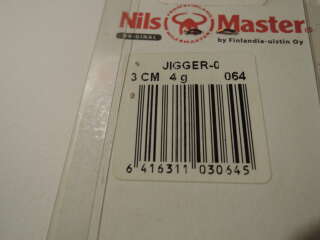 Nils Master®
ORIGINAL
by Finlandia-uistin Oy
JIGGER-0
3 CM 4 g 064
6 416311 030645